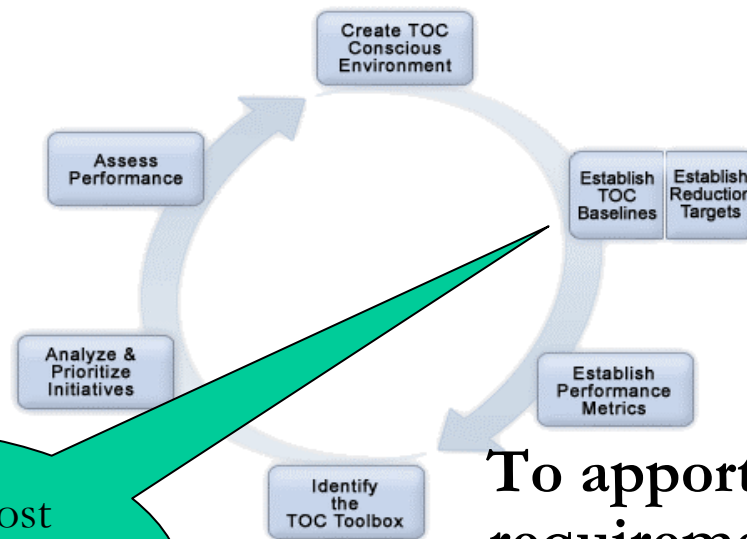 Create TOC
Conscious
Environment
Establish
TOC
Baselines
Establish
Reduction
Targets
Establish
Performance
Metrics
Identify
the
TOC Toolbox
Analyze &
Prioritize
Initiatives
Assess
Performance
ost
To apport